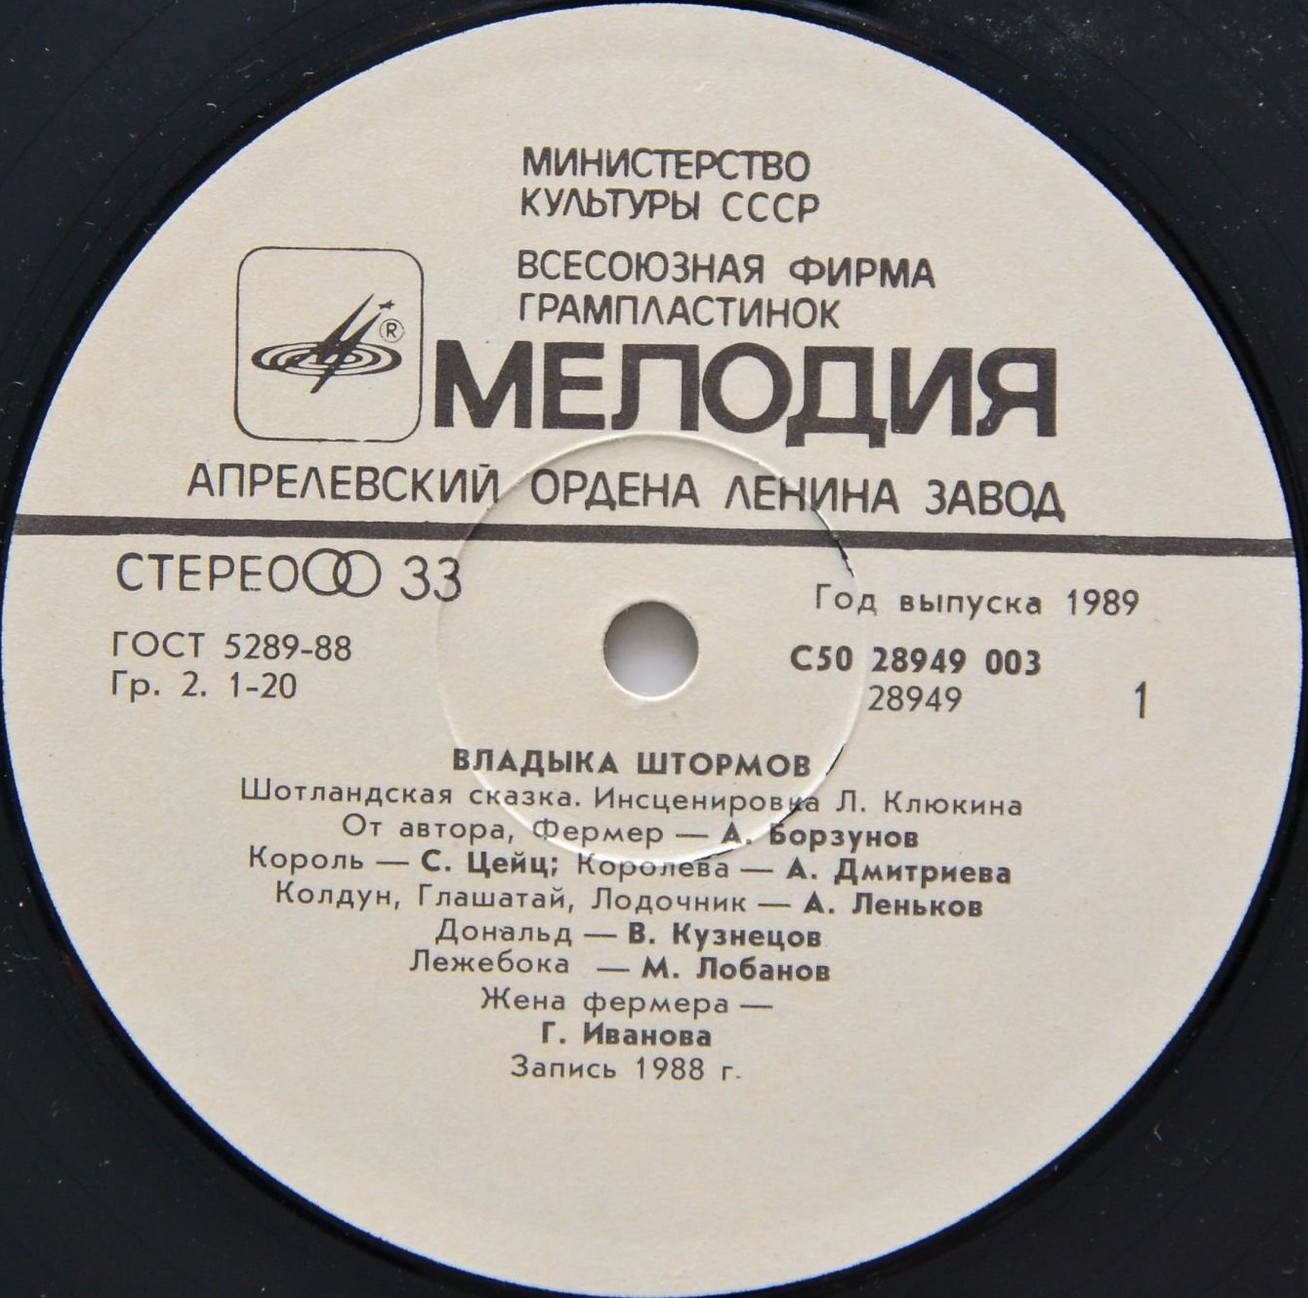 МИНИСТЕРСТВО
КУЛЬТУРЫ СССР
ВСЕСОЮЗНАЯ ФИРМА
ГРАМПЛАСТИНОК
®
МЕЛОДИЯ
АПРЕЛЕВСКИЙ ОРДЕНА ЛЕНИНА ЗАВОД
СТЕРЕО 33
ГОСТ 5289-88
Гр. 2. 1-20
Год выпуска 1989
С50 28949 003
28949
1
ВЛАДЫКА ШТОРМОВ
Шотландская сказка. Инсценировка Л. Клюкина
От автора, Фермер — А. Борзунов
Король — С. Цейц; Королева — А. Дмитриева
Колдун, Глашатай, Лодочник — А. Леньков
Дональд — В. Кузнецов
Лежебока — М. Лобанов
Жена фермера —
Г. Иванова
Запись 1988 г.